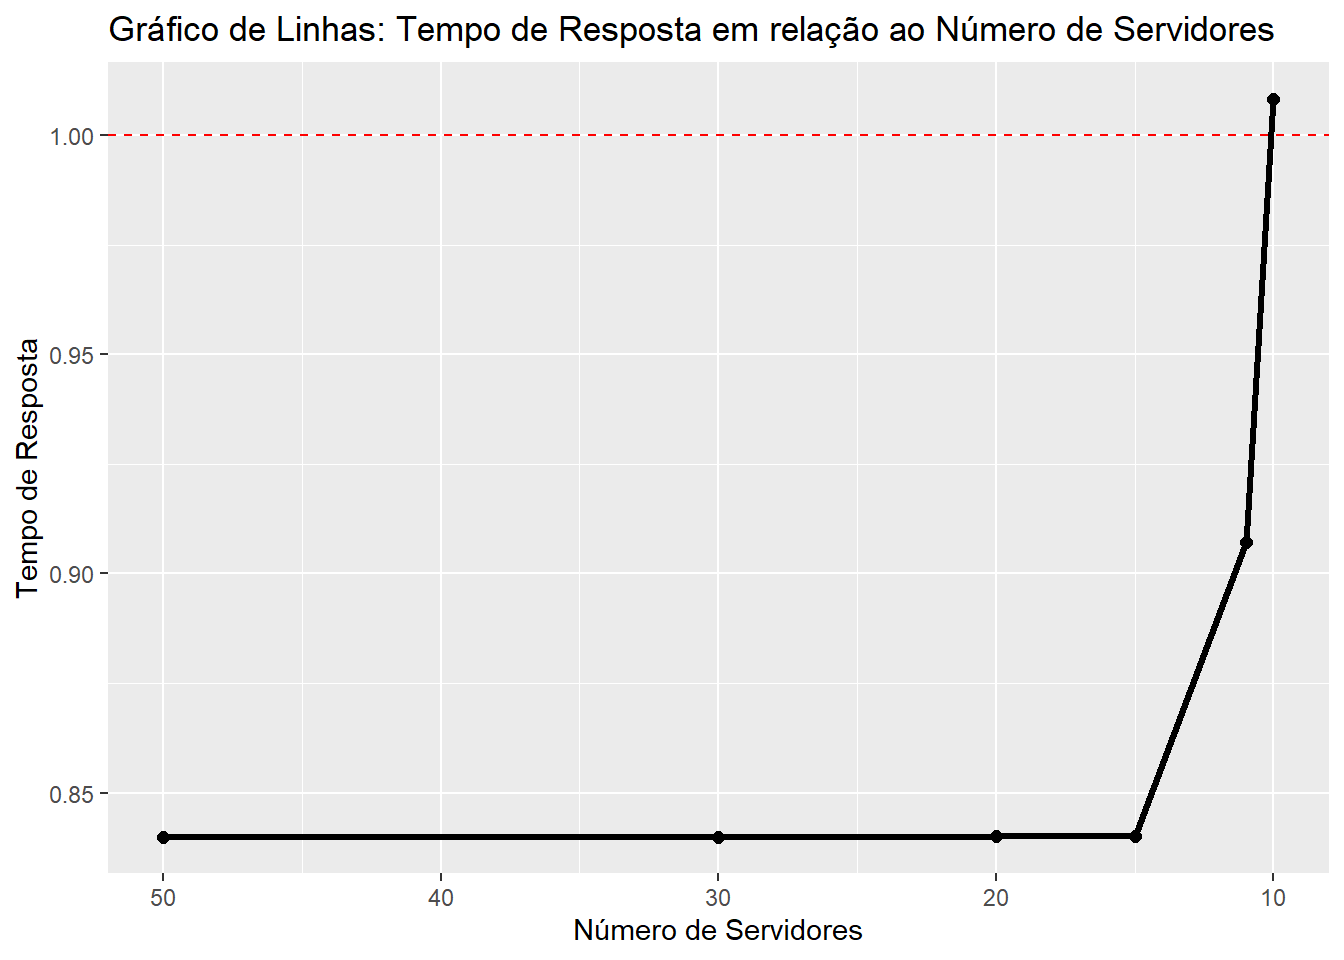 Gráfico de Linhas: Tempo de Resposta em relação ao Número de Servidores
1.00
0.95
0.90
0.85
Tempo de Resposta
50 40 30 20 10
Número de Servidores